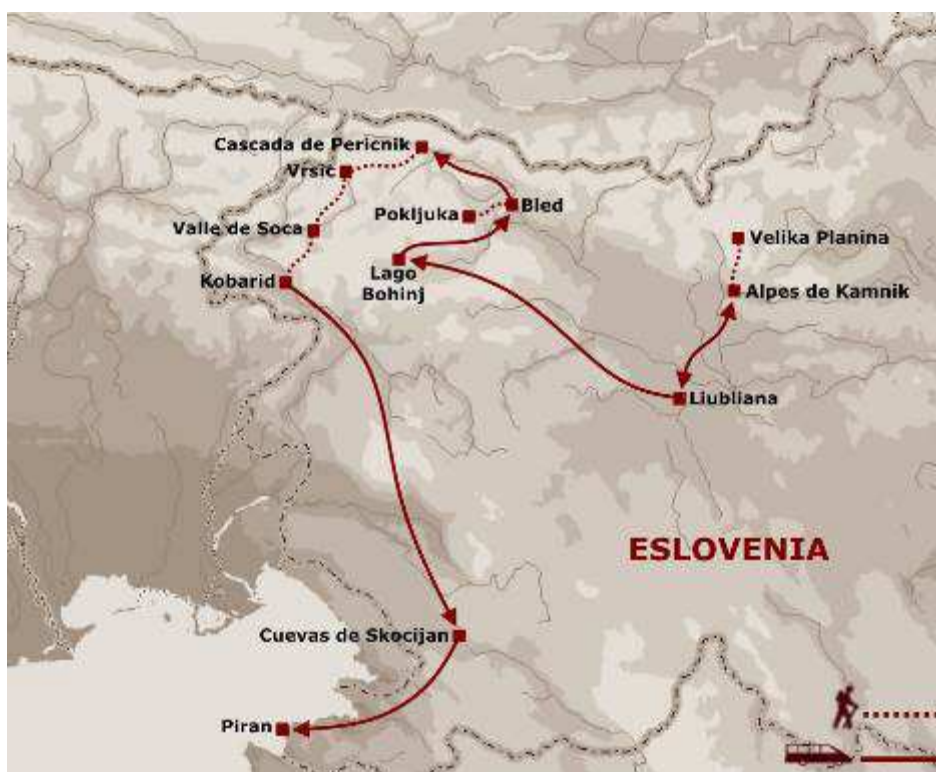 Cascada de Pericnik
Vrsic
Pokljuka
Bled
Valle de Soca
Velika Planina
Kobarid
Lago
Bohinj
Alpes de Kamnik
Liubliana
ESLOVENIA
Cuevas de Skocijan
Piran